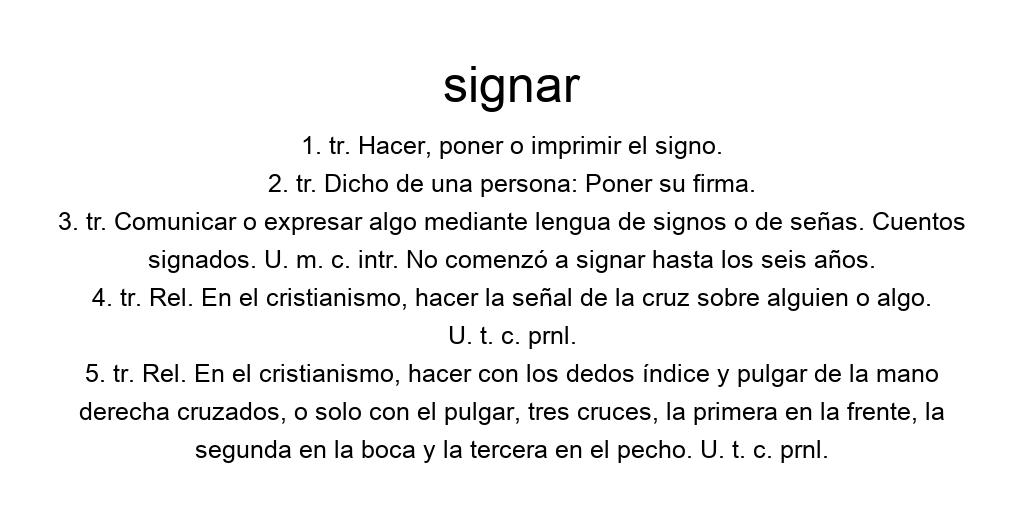 signar
1. tr. Hacer, poner o imprimir el signo.
2. tr. Dicho de una persona: Poner su firma.
3. tr. Comunicar o expresar algo mediante lengua de signos o de señas. Cuentos
signados. U. m. c. intr. No comenzó a signar hasta los seis años.
4. tr. Rel. En el cristianismo, hacer la señal de la cruz sobre alguien o algo.
U. t. c. prnl.
5. tr. Rel. En el cristianismo, hacer con los dedos índice y pulgar de la mano
derecha cruzados, o solo con el pulgar, tres cruces, la primera en la frente, la
segunda en la boca y la tercera en el pecho. U. t. c. prnl.